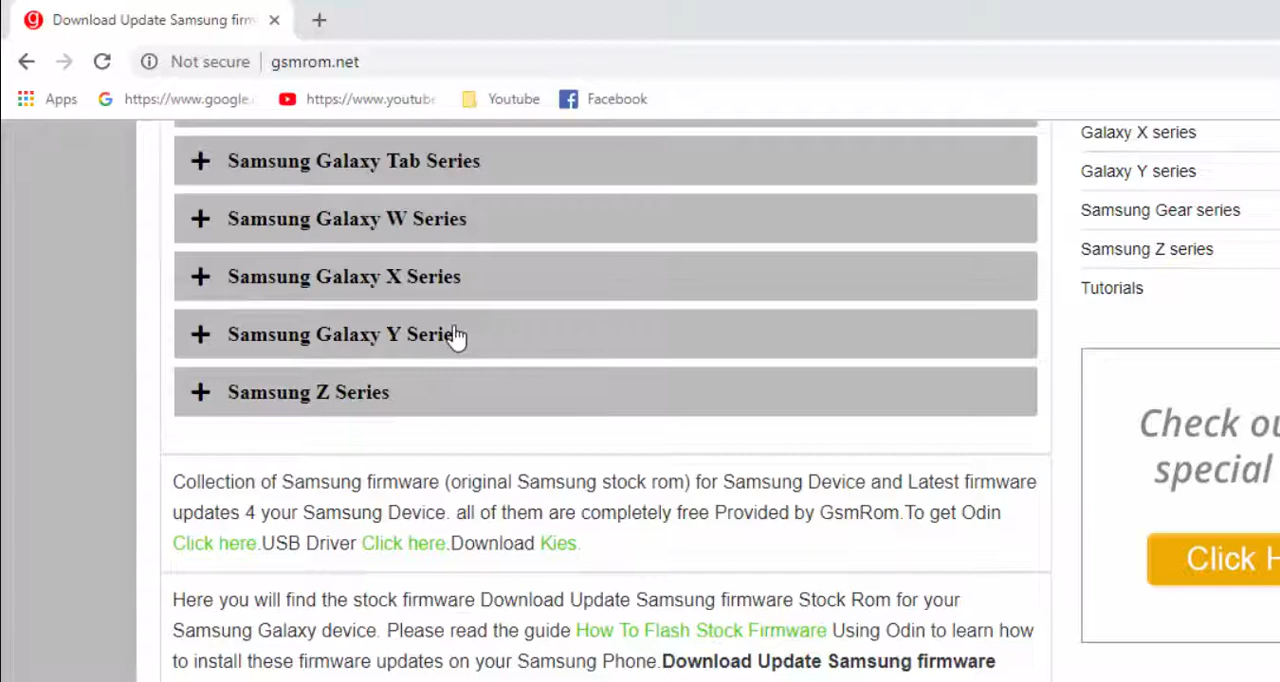 Download Update Samsung firm
Not secure
gsmrom.net
Apps
https://www.google.
https://www.youtube
Youtube
Facebook
Samsung Galaxy Tab Series
Samsung Galaxy W Series
Samsung Galaxy X Series
Samsung Galaxy Y Serie
Samsung Z Series
Collection of Samsung firmware (original Samsung stock rom) for Samsung Device and Latest firmware
updates 4 your Samsung Device. all of them are completely free Provided by GsmRom.To get Odin
Click here.USB Driver Click here.Download Kies.
Here you will find the stock firmware Download Update Samsung firmware Stock Rom for your
Samsung Galaxy device. Please read the guide How To Flash Stock Firmware Using Odin to learn how
to install these firmware updates on your Samsung Phone.Download Update Samsung firmware
Galaxy X series
Galaxy Y series
Samsung Gear series
Samsung Z series
Tutorials
Check ou
special
Click H